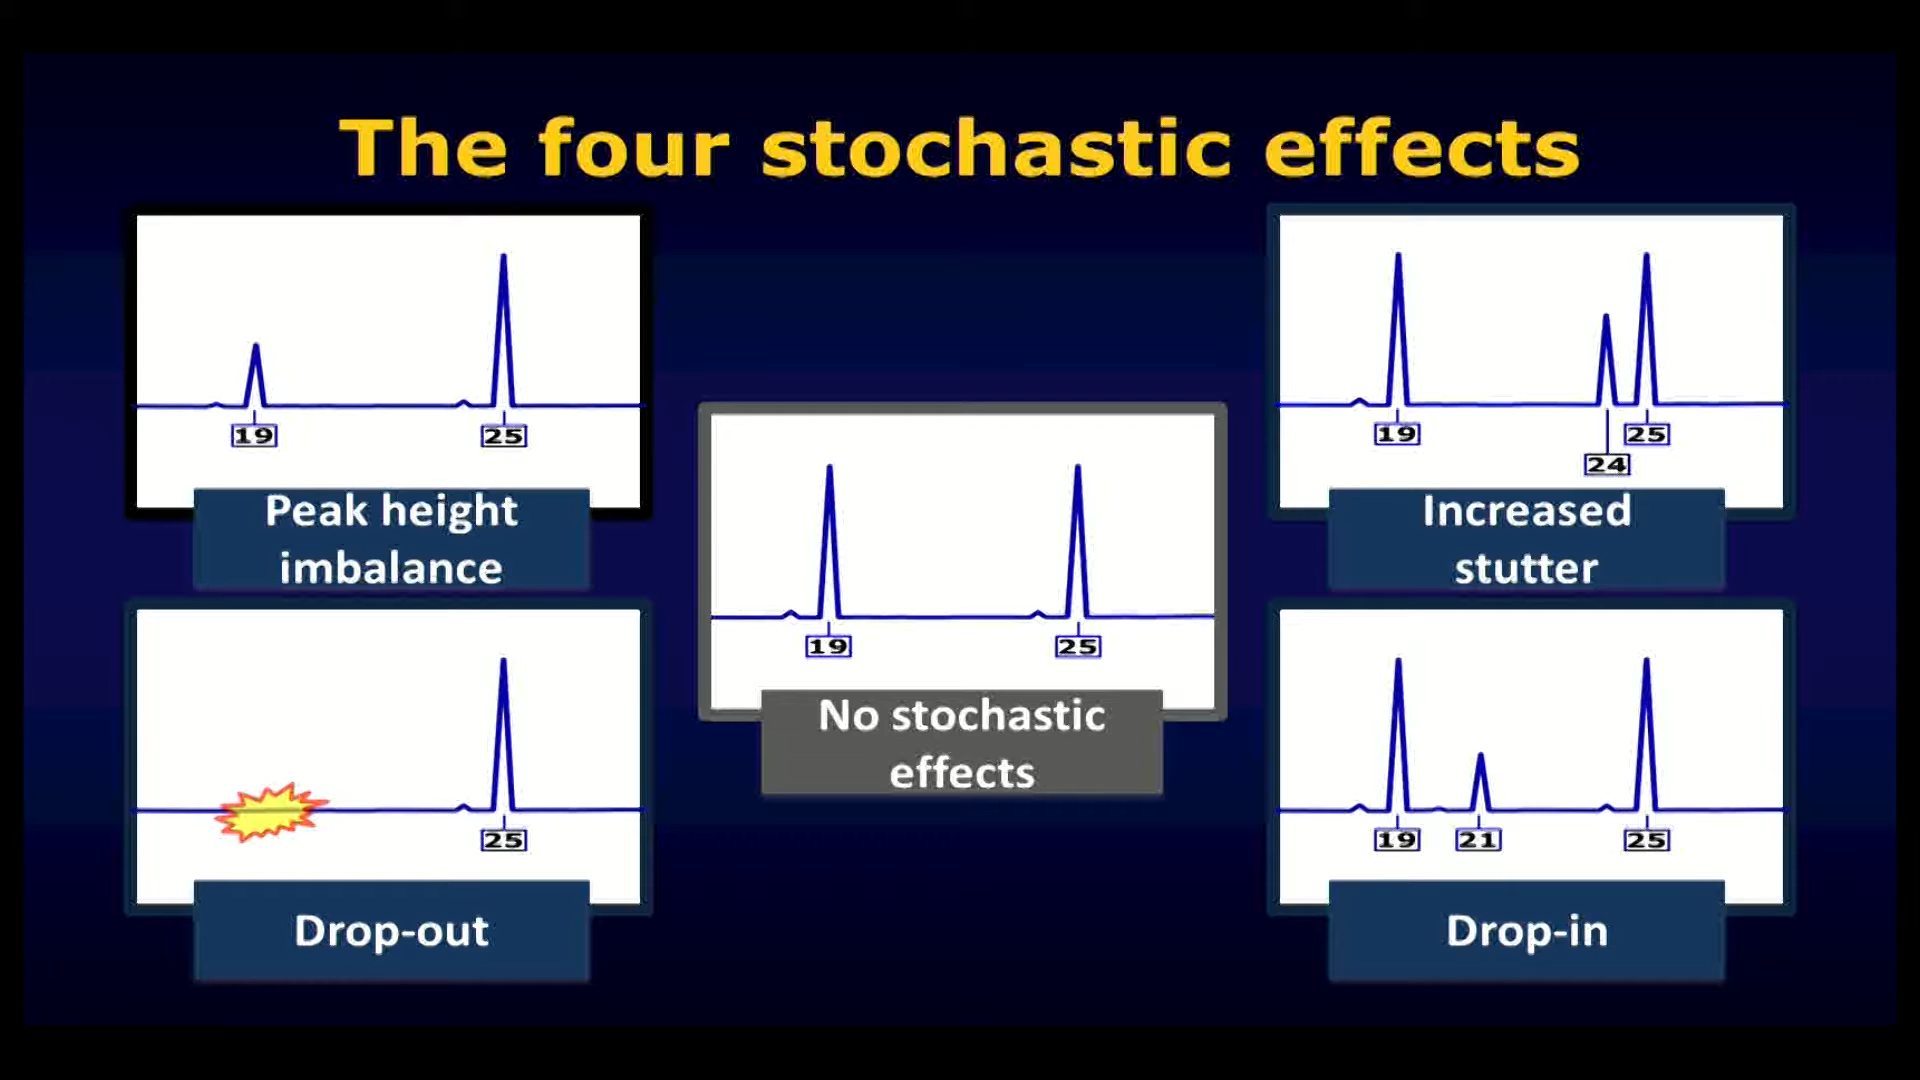 The four stochastic effects
19 25
Peak height
imbalance
19 25
24
Increased
stutter
19 25
No stochastic
effects
25
Drop-out
19 21 25
Drop-in